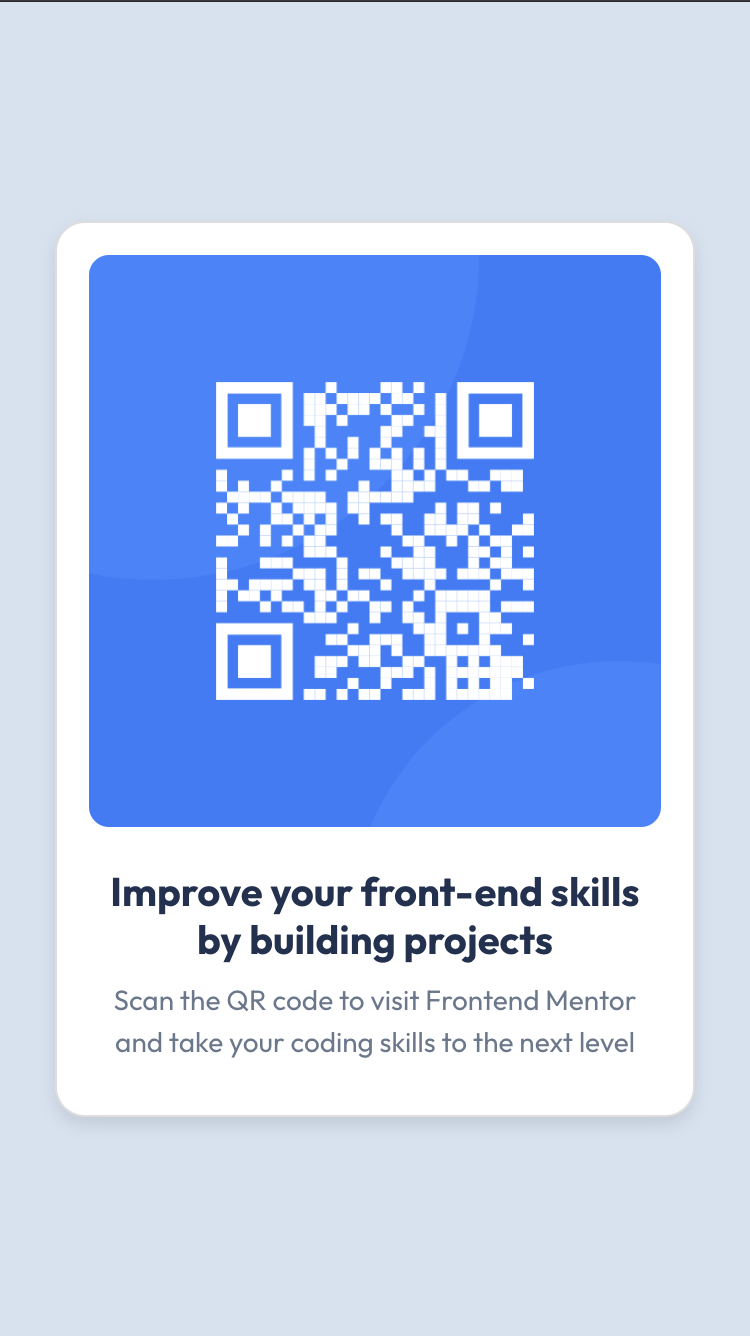 Improve your front-end skills
by building projects
Scan the QR code to visit Frontend Mentor
and take your coding skills to the next level